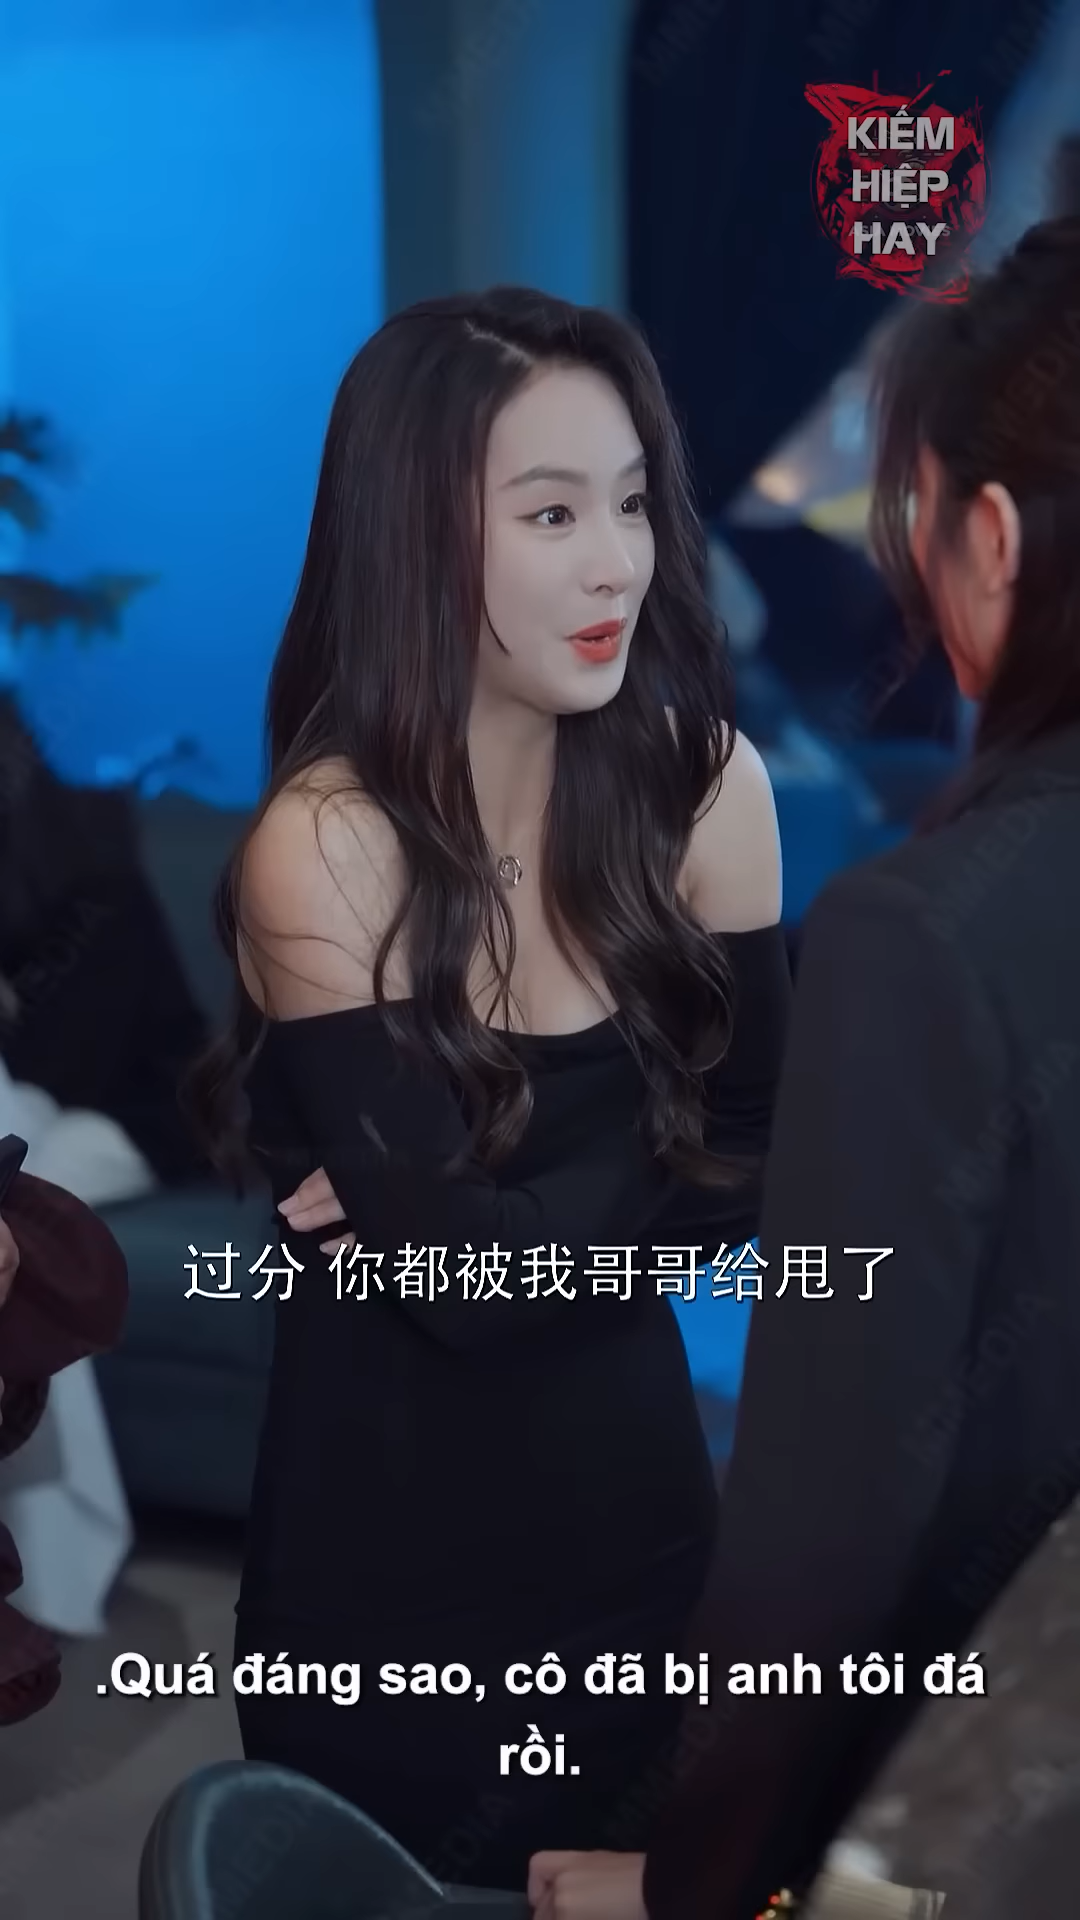 KIẾM
HIỆP
HAY
过分 你都被我哥哥给甩了
.Quá đáng sao, cô đã bị anh tôi đá
rồi.
MMEDIA